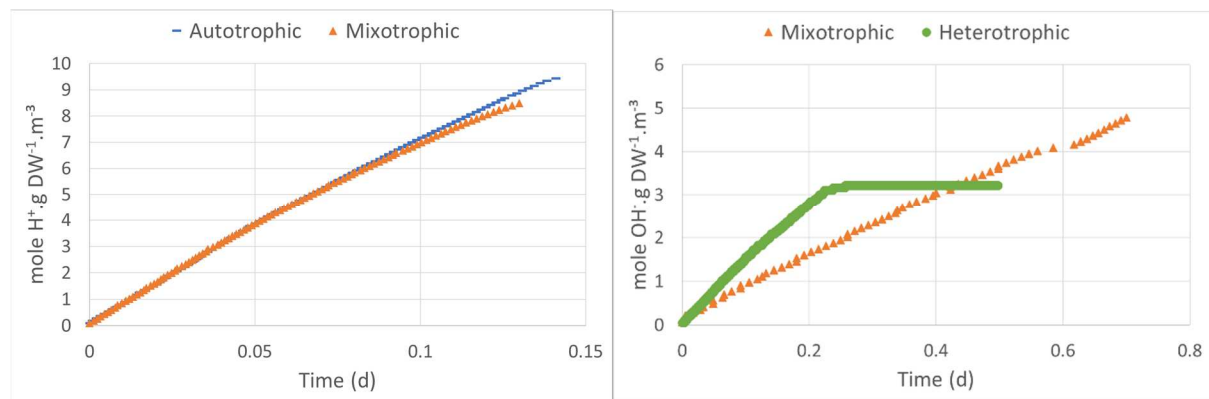 Autotrophic Mixotrophic
10
9
8
7
6
5
4
3
2
1
0
mole H⁺.g DW⁻¹.m⁻³
0 0.05 0.1 0.15
Time (d)
Mixotrophic Heterotrophic
6
5
4
3
2
1
0
mole OH⁻.g DW⁻¹.m⁻³
0 0.2 0.4 0.6 0.8
Time (d)